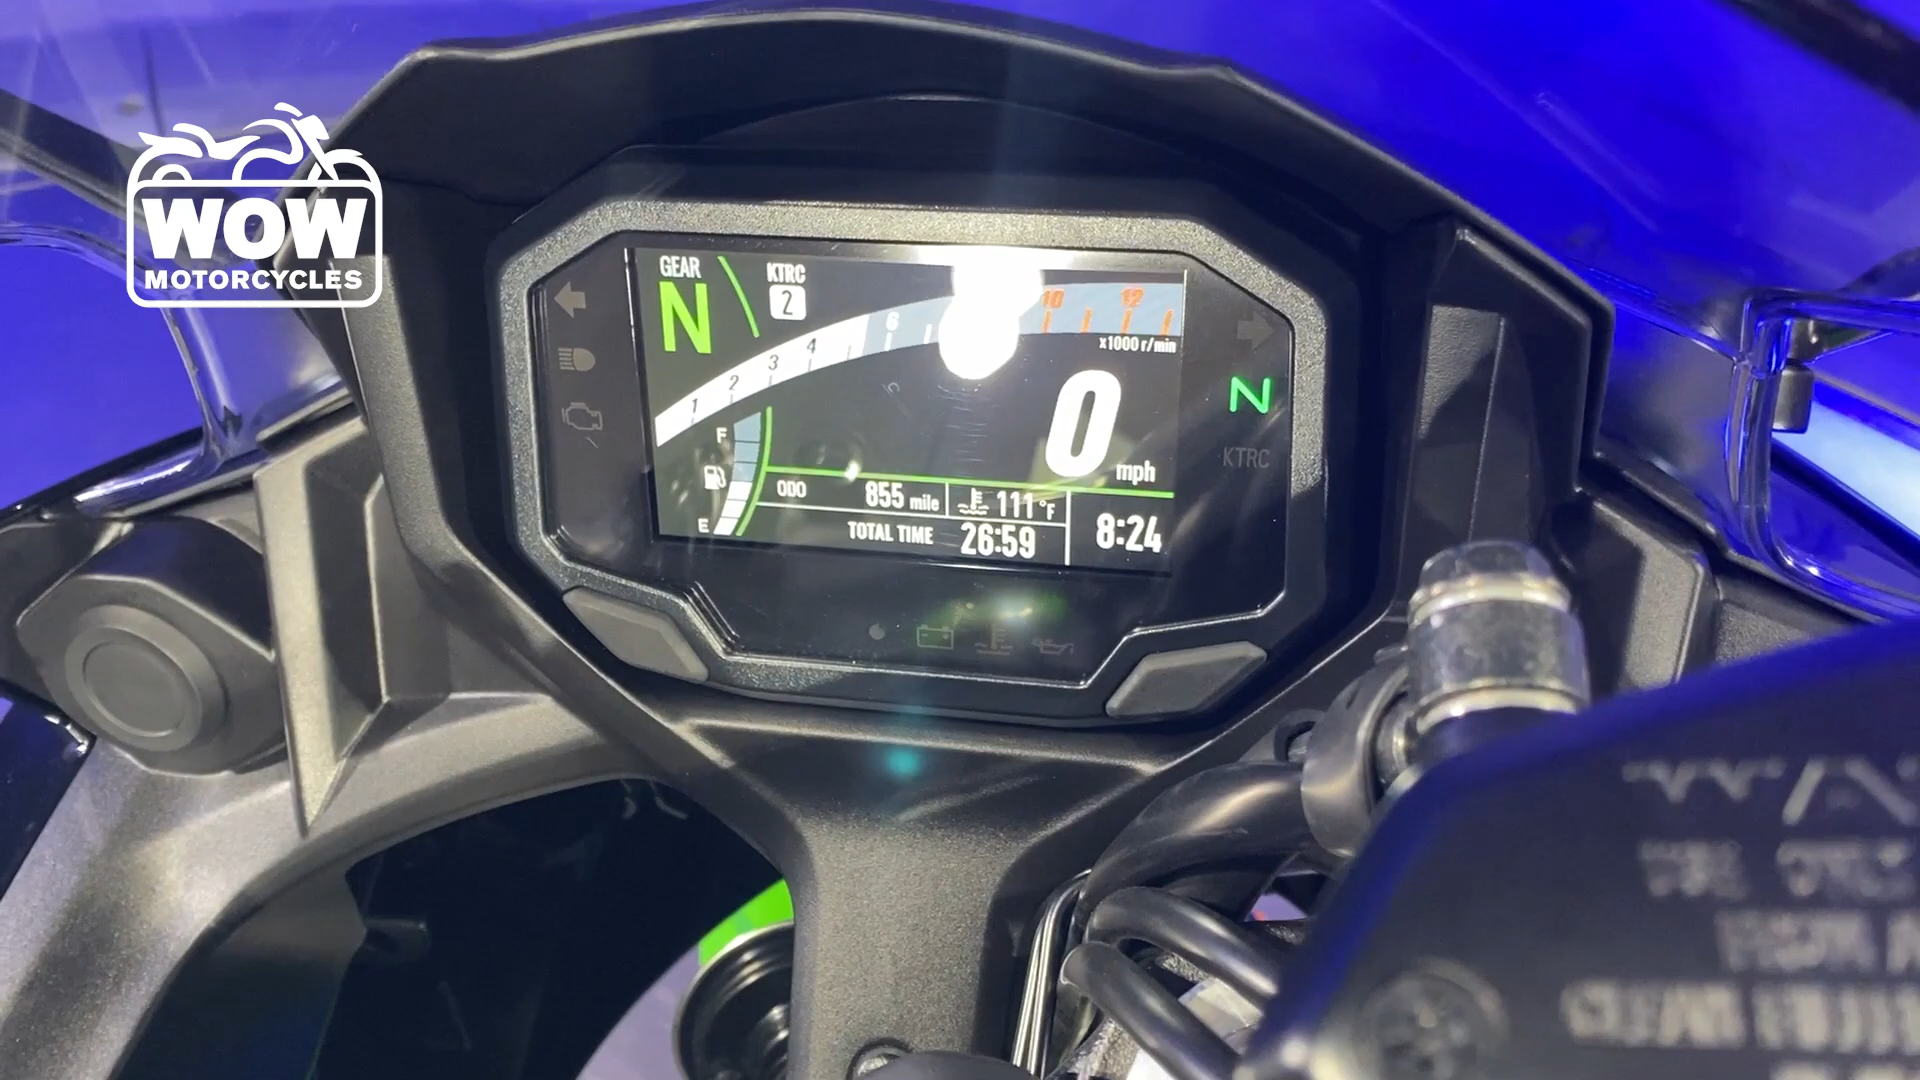 WOW
MOTORCYCLES
GEAR
N
KTRC
2
1 2 3 4 6 10 12
x1000 r/min
0 mph
N
KTRC
F
E
ODO 855 mile 111 °F
TOTAL TIME 26:59
8:24